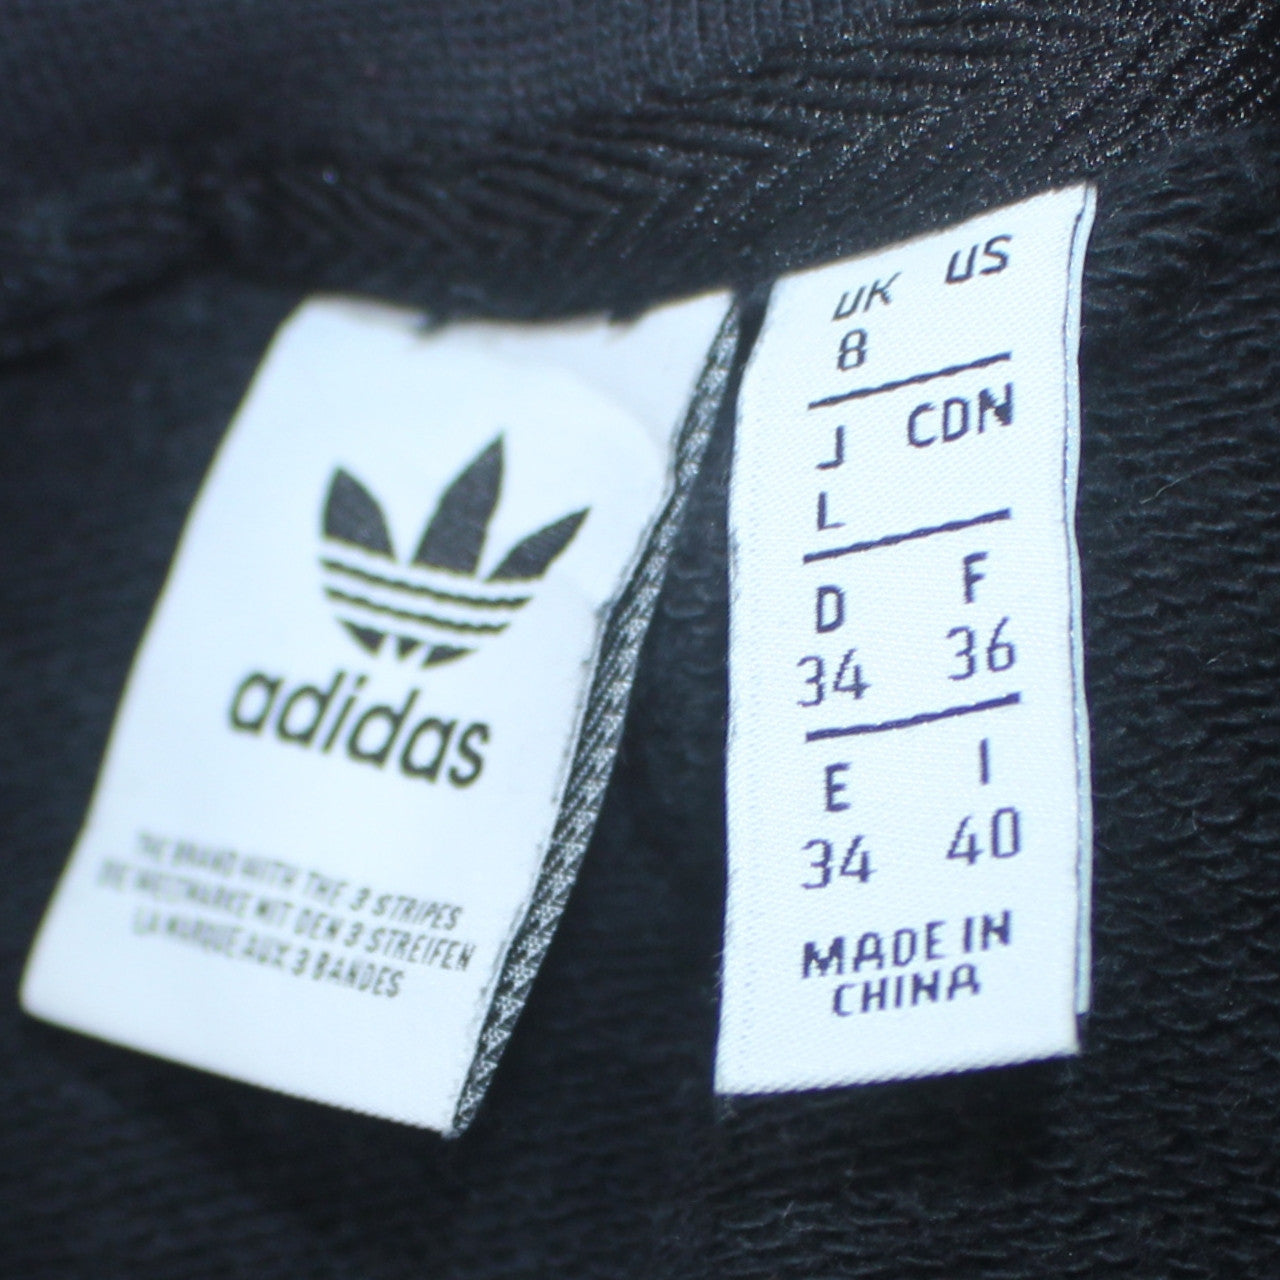 adidas
THE BRAND WITH THE 3 STRIPES
DIE WELTMARKE MIT DEN 3 STREIFEN
LA MARQUE AUX 3 BANDES
UK US
8
J CDN
L
D F
34 36
E I
34 40
MADE IN
CHINA